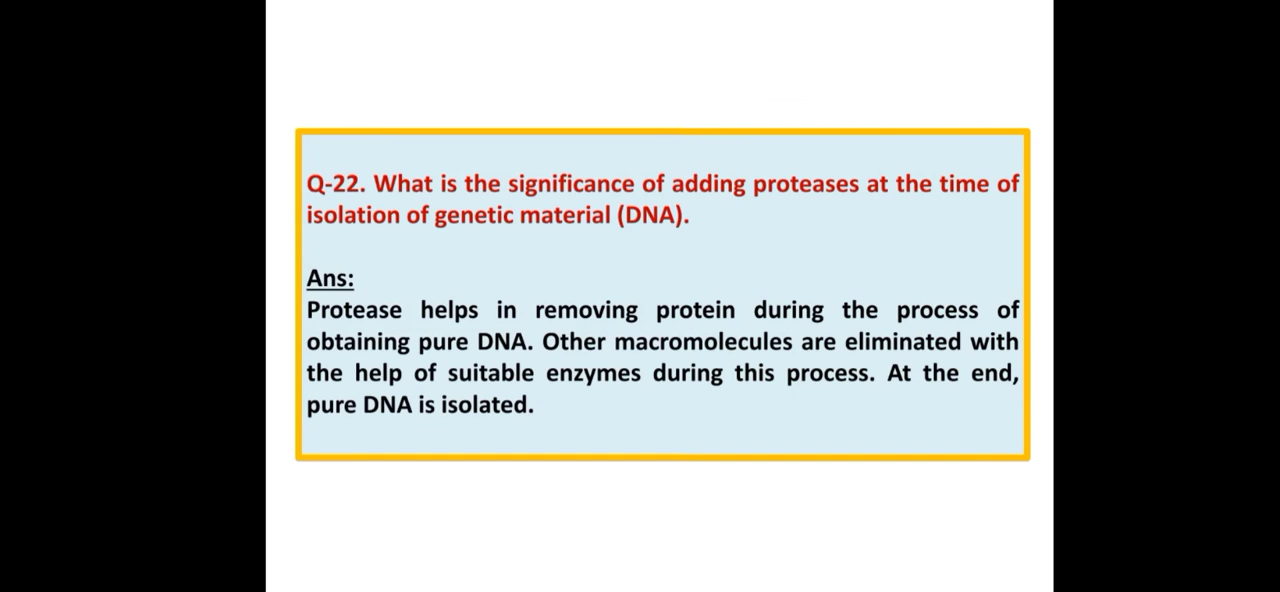 Q-22. What is the significance of adding proteases at the time of
isolation of genetic material (DNA).
Ans:
Protease helps in removing protein during the process of
obtaining pure DNA. Other macromolecules are eliminated with
the help of suitable enzymes during this process. At the end,
pure DNA is isolated.